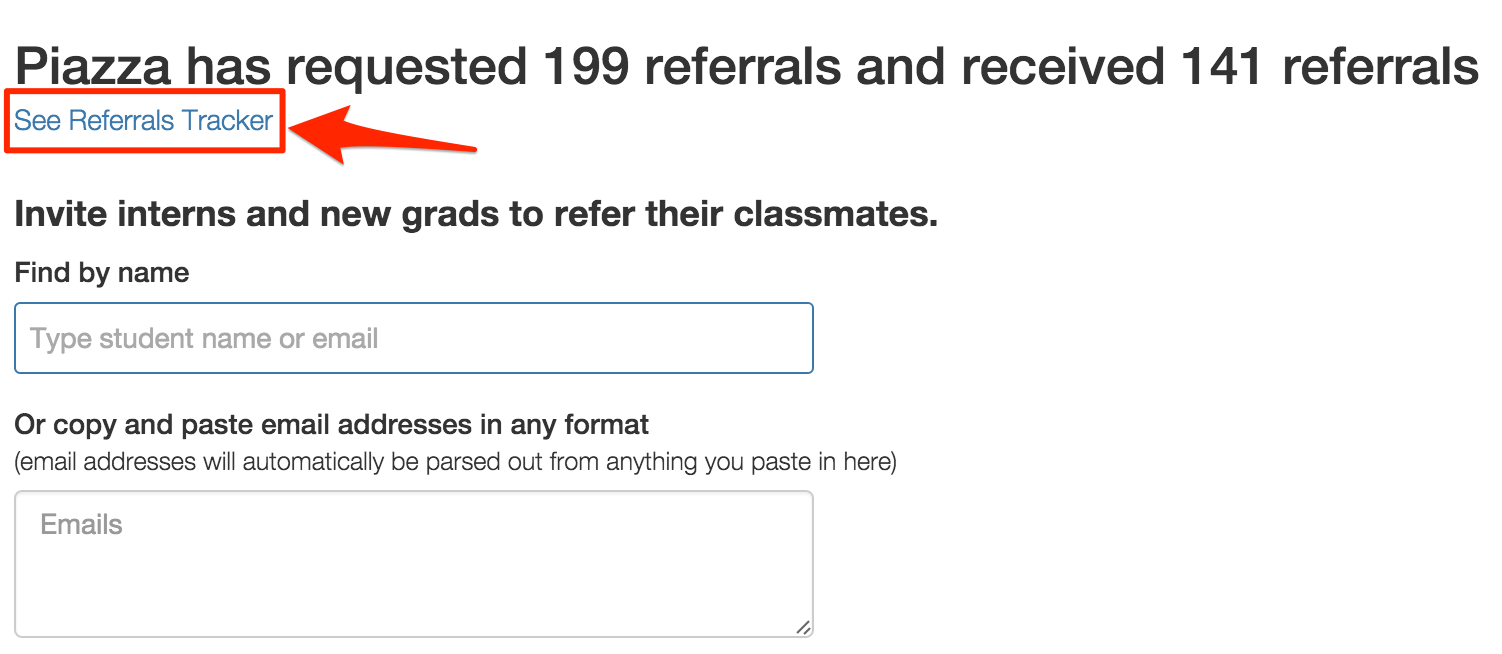 Piazza has requested 199 referrals and received 141 referrals
See Referrals Tracker
Invite interns and new grads to refer their classmates.
Find by name
Type student name or email
Or copy and paste email addresses in any format
(email addresses will automatically be parsed out from anything you paste in here)
Emails